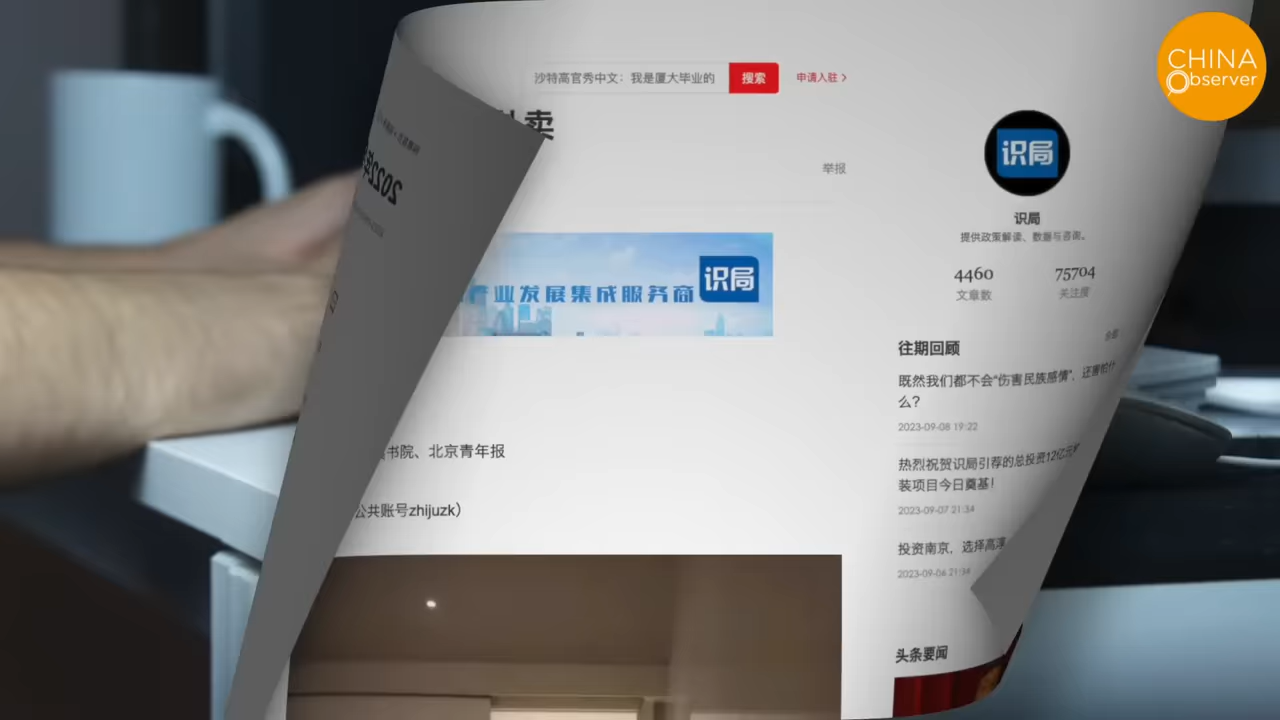 CHINA
Observer
沙特高官秀中文：我是厦大毕业的
搜索
申请入驻 >
卖
举报
识局
识局
提供政策解读、数据与咨询。
4460
75704
文章数
关注度
识局
业发展集成服务商
往期回顾
全部
既然我们都不会“伤害民族感情”，还害怕什
么？
2023-09-08 19:22
书院、北京青年报
热烈祝贺识局引荐的总投资12亿元
装项目今日奠基！
2023-09-07 21:34
公共账号zhijuzk）
投资南京，选择高淳
2023-09-06 21:34
头条要闻
2022